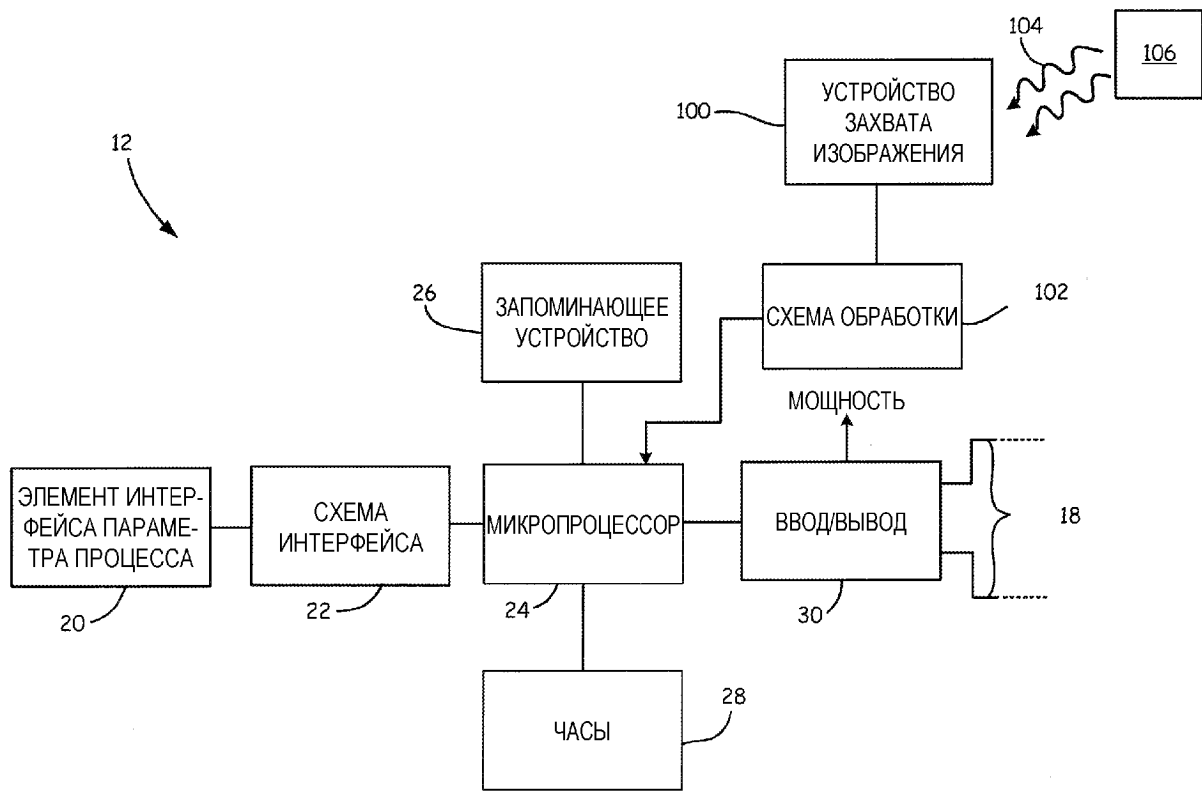 104
106
УСТРОЙСТВО
ЗАХВАТА
ИЗОБРАЖЕНИЯ
100
12
26
ЗАПОМИНАЮЩЕЕ
УСТРОЙСТВО
СХЕМА ОБРАБОТКИ
102
МОЩНОСТЬ
ЭЛЕМЕНТ ИНТЕР-
ФЕЙСА ПАРАМЕ-
ТРА ПРОЦЕССА
СХЕМА
ИНТЕРФЕЙСА
МИКРОПРОЦЕССОР
ВВОД/ВЫВОД
18
20
22
24
30
ЧАСЫ
28